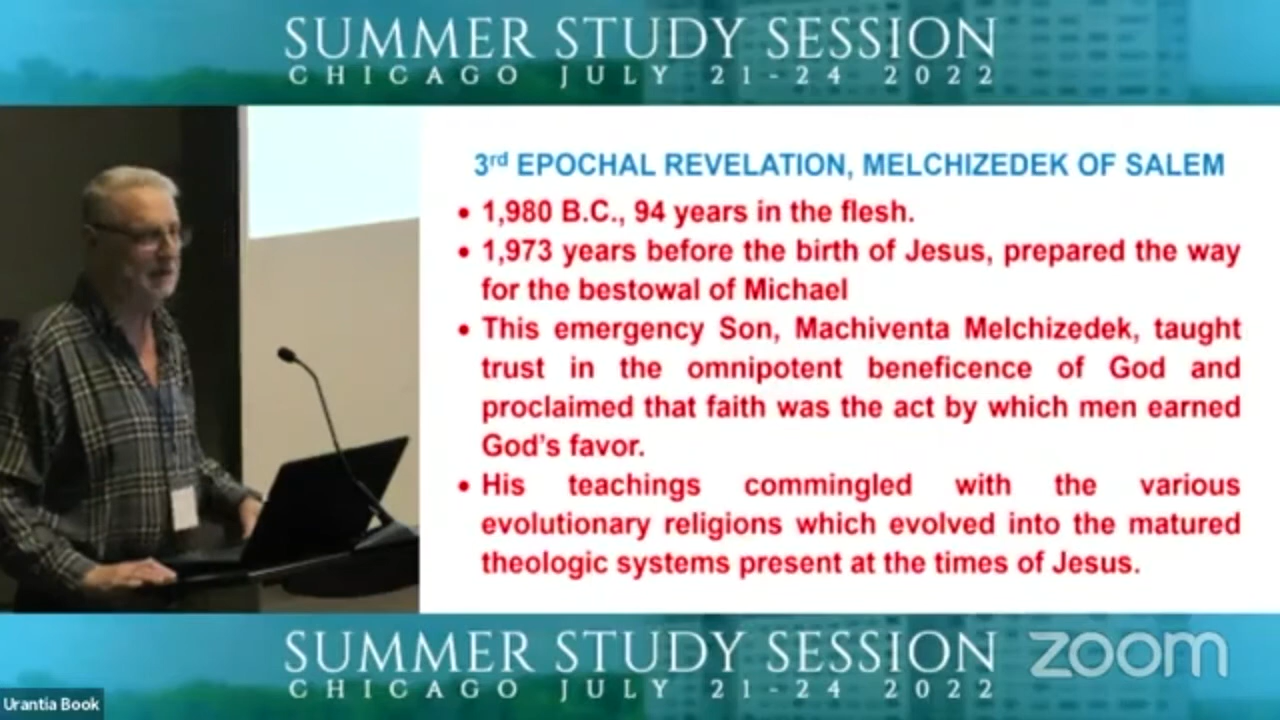 SUMMER STUDY SESSION
CHICAGO JULY 21-24 2022
3rd EPOCHAL REVELATION, MELCHIZEDEK OF SALEM
• 1,980 B.C., 94 years in the flesh.
• 1,973 years before the birth of Jesus, prepared the way
for the bestowal of Michael
• This emergency Son, Machiventa Melchizedek, taught
trust in the omnipotent beneficence of God and
proclaimed that faith was the act by which men earned
God's favor.
• His teachings commingled with the various
evolutionary religions which evolved into the matured
theologic systems present at the times of Jesus.
SUMMER STUDY SESSION
CHICAGO JULY 21-24 2022
zoom
Urantia Book